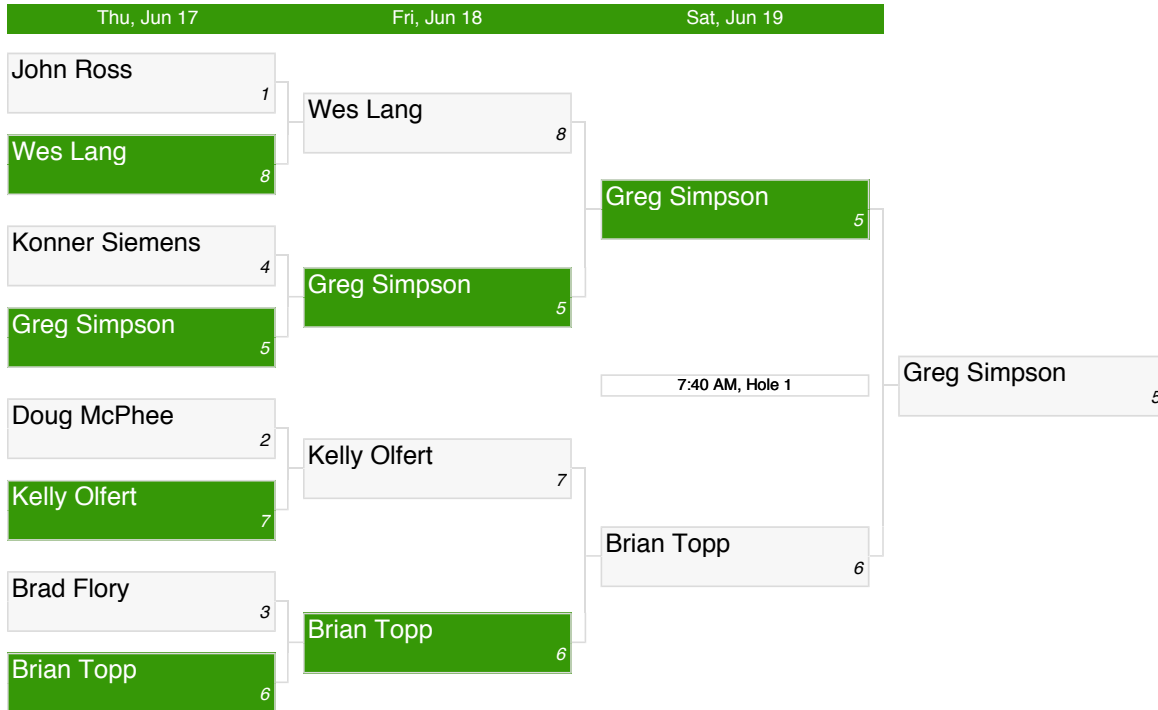 Thu, Jun 17
Fri, Jun 18
Sat, Jun 19
John Ross
1
Wes Lang
8
Konner Siemens
4
Greg Simpson
5
Doug McPhee
2
Kelly Olfert
7
Brad Flory
3
Brian Topp
6
Wes Lang
8
Greg Simpson
5
Kelly Olfert
7
Brian Topp
6
Greg Simpson
5
7:40 AM, Hole 1
Brian Topp
6
Greg Simpson
5